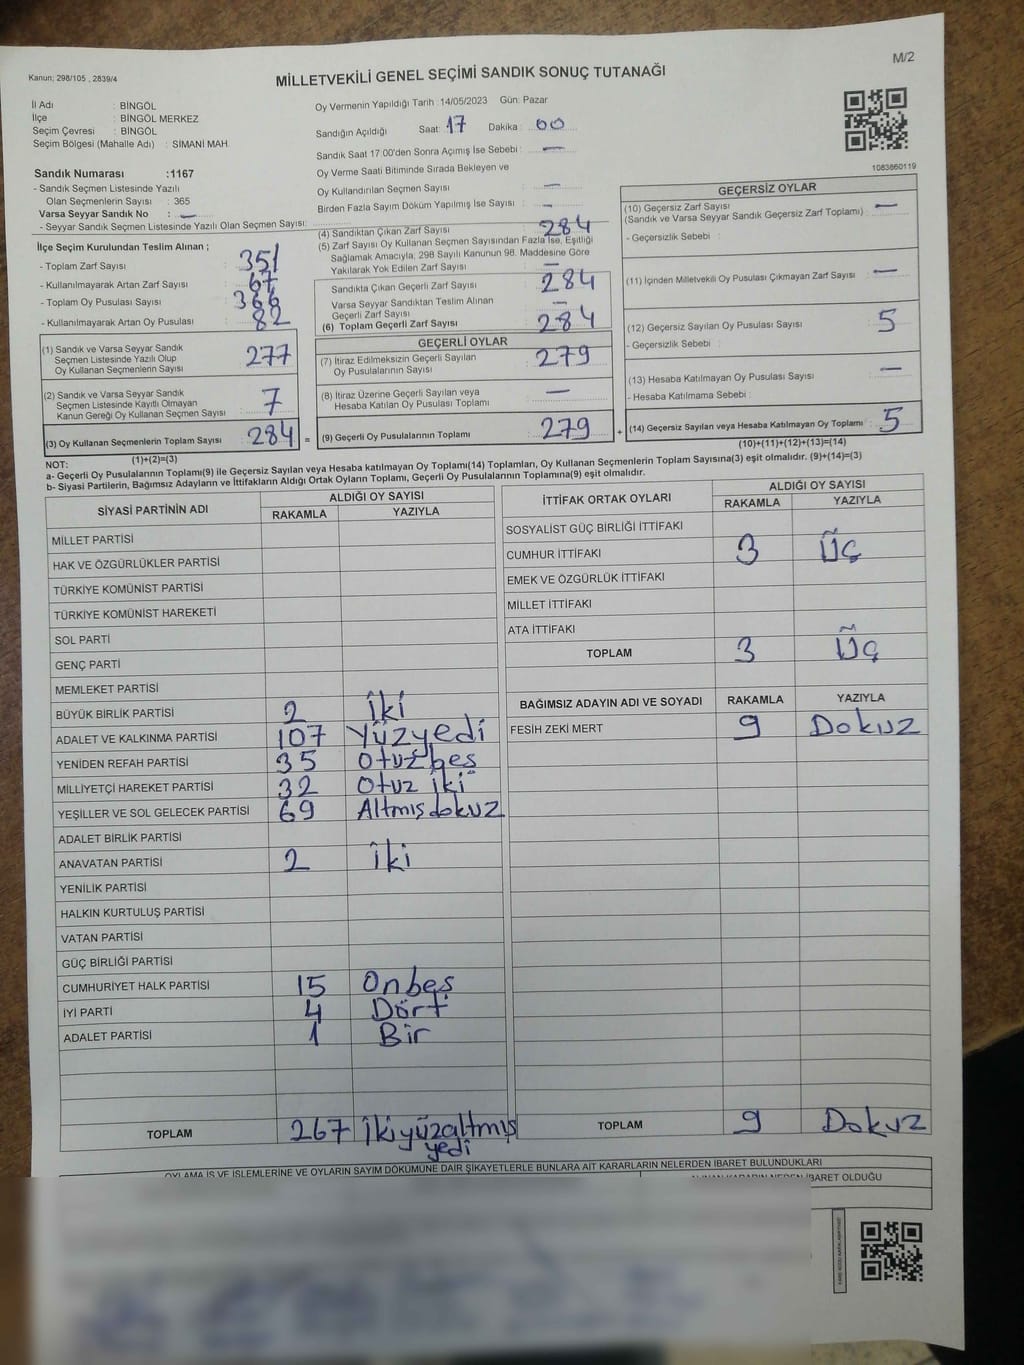 M/2
Kanun; 298/105 , 2839/4
MİLLETVEKİLİ GENEL SEÇİMİ SANDIK SONUÇ TUTANAĞI
İl Adı : BİNGÖL
İlçe : BİNGÖL MERKEZ
Seçim Çevresi : BİNGÖL
Seçim Bölgesi (Mahalle Adı) : SİMANİ MAH.
Sandık Numarası :1167
- Sandık Seçmen Listesinde Yazılı
Olan Seçmenlerin Sayısı : 365
Varsa Seyyar Sandık No : —
- Seyyar Sandık Seçmen Listesinde Yazılı Olan Seçmen Sayısı:
İlçe Seçim Kurulundan Teslim Alınan ;
- Toplam Zarf Sayısı : 351
- Kullanılmayarak Artan Zarf Sayısı : 67
- Toplam Oy Pusulası Sayısı : 366
- Kullanılmayarak Artan Oy Pusulası : 82
(1) Sandık ve Varsa Seyyar Sandık
Seçmen Listesinde Yazılı Olup
Oy Kullanan Seçmenlerin Sayısı : 277
(2) Sandık ve Varsa Seyyar Sandık
Seçmen Listesinde Kayıtlı Olmayan
Kanun Gereği Oy Kullanan Seçmen Sayısı : 7
(3) Oy Kullanan Seçmenlerin Toplam Sayısı : 284 =
(1)+(2)=(3)
Oy Vermenin Yapıldığı Tarih : 14/05/2023 Gün: Pazar
Sandığın Açıldığı Saat: 17 Dakika : 00
Sandık Saat 17:00'den Sonra Açımış İse Sebebi : —
Oy Verme Saati Bitiminde Sırada Bekleyen ve
Oy Kullandırılan Seçmen Sayısı : —
Birden Fazla Sayım Döküm Yapılmış İse Sayısı : —
(4) Sandıktan Çıkan Zarf Sayısı : 284
(5) Zarf Sayısı Oy Kullanan Seçmen Sayısından Fazla İse, Eşitliği
Sağlamak Amacıyla, 298 Sayılı Kanunun 98. Maddesine Göre
Yakılarak Yok Edilen Zarf Sayısı : —
Sandıkta Çıkan Geçerli Zarf Sayısı : 284
Varsa Seyyar Sandıktan Teslim Alınan
Geçerli Zarf Sayısı : —
(6) Toplam Geçerli Zarf Sayısı : 284
GEÇERLİ OYLAR
(7) İtiraz Edilmeksizin Geçerli Sayılan
Oy Pusulalarının Sayısı : 279
(8) İtiraz Üzerine Geçerli Sayılan veya
Hesaba Katılan Oy Pusulası Toplamı : —
(9) Geçerli Oy Pusulalarının Toplamı : 279 +
1083860119
GEÇERSİZ OYLAR
(10) Geçersiz Zarf Sayısı : —
(Sandık ve Varsa Seyyar Sandık Geçersiz Zarf Toplamı)
- Geçersizlik Sebebi :
(11) İçinden Milletvekili Oy Pusulası Çıkmayan Zarf Sayısı : —
(12) Geçersiz Sayılan Oy Pusulası Sayısı : 5
- Geçersizlik Sebebi :
(13) Hesaba Katılmayan Oy Pusulası Sayısı : —
- Hesaba Katılmama Sebebi :
(14) Geçersiz Sayılan veya Hesaba Katılmayan Oy Toplamı : 5
(10)+(11)+(12)+(13)=(14)
NOT:
a- Geçerli Oy Pusulalarının Toplamı(9) ile Geçersiz Sayılan veya Hesaba katılmayan Oy Toplamı(14) Toplamları, Oy Kullanan Seçmenlerin Toplam Sayısına(3) eşit olmalıdır. (9)+(14)=(3)
b- Siyasi Partilerin, Bağımsız Adayların ve İttifakların Aldığı Ortak Oyların Toplamı, Geçerli Oy Pusulalarının Toplamına(9) eşit olmalıdır.
SİYASİ PARTİNİN ADI
ALDIĞI OY SAYISI
RAKAMLA YAZIYLA
MİLLET PARTİSİ
HAK VE ÖZGÜRLÜKLER PARTİSİ
TÜRKİYE KOMÜNİST PARTİSİ
TÜRKİYE KOMÜNİST HAREKETİ
SOL PARTİ
GENÇ PARTİ
MEMLEKET PARTİSİ
BÜYÜK BİRLİK PARTİSİ 2 İki
ADALET VE KALKINMA PARTİSİ 107 Yüzyedi
YENİDEN REFAH PARTİSİ 35 Otuzbeş
MİLLİYETÇİ HAREKET PARTİSİ 32 Otuz iki
YEŞİLLER VE SOL GELECEK PARTİSİ 69 Altmışdokuz
ADALET BİRLİK PARTİSİ
ANAVATAN PARTİSİ 2 İki
YENİLİK PARTİSİ
HALKIN KURTULUŞ PARTİSİ
VATAN PARTİSİ
GÜÇ BİRLİĞİ PARTİSİ
CUMHURİYET HALK PARTİSİ 15 Onbeş
İYİ PARTİ 4 Dört
ADALET PARTİSİ 1 Bir
TOPLAM 267 İkiyüzaltmış
yedi
İTTİFAK ORTAK OYLARI
ALDIĞI OY SAYISI
RAKAMLA YAZIYLA
SOSYALİST GÜÇ BİRLİĞİ İTTİFAKI
CUMHUR İTTİFAKI 3 Üç
EMEK VE ÖZGÜRLÜK İTTİFAKI
MİLLET İTTİFAKI
ATA İTTİFAKI
TOPLAM 3 Üç
BAĞIMSIZ ADAYIN ADI VE SOYADI RAKAMLA YAZIYLA
FESİH ZEKİ MERT 9 Dokuz
TOPLAM 9 Dokuz
OYLAMA İŞ VE İŞLEMLERİNE VE OYLARIN SAYIM DÖKÜMÜNE DAİR ŞİKAYETLERLE BUNLARA AİT KARARLARIN NELERDEN İBARET BULUNDUKLARI
İBARET OLDUĞU